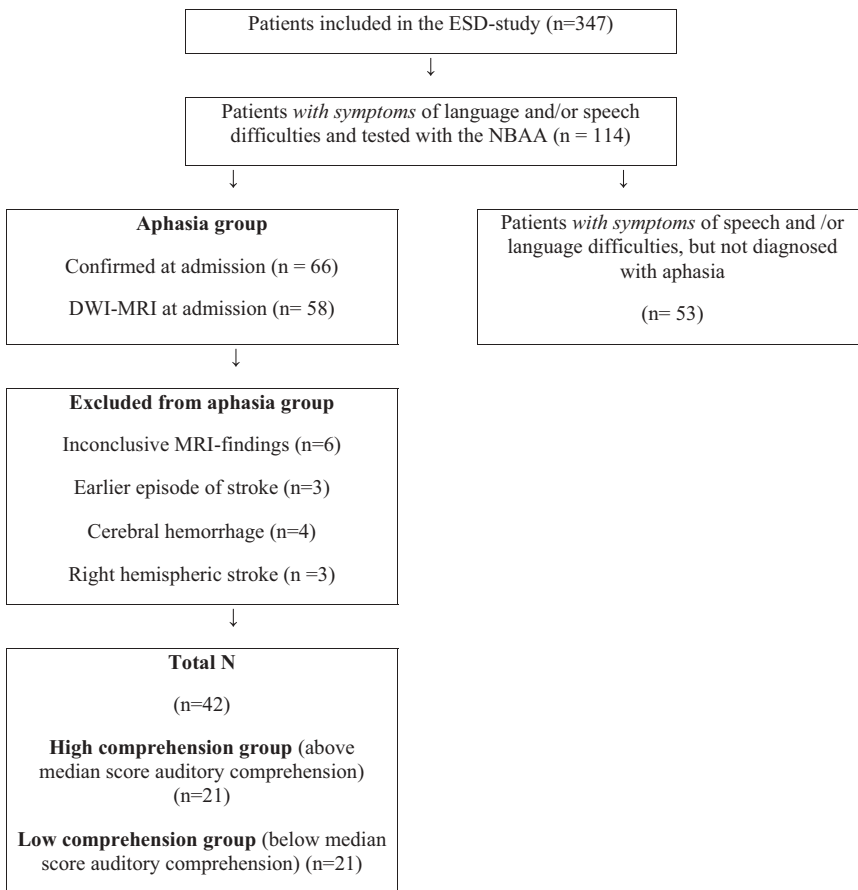 Patients included in the ESD-study (n=347)
↓
Patients with symptoms of language and/or speech
difficulties and tested with the NBAA (n = 114)
↓ ↓
Aphasia group
Confirmed at admission (n = 66)
DWI-MRI at admission (n= 58)
Patients with symptoms of speech and /or
language difficulties, but not diagnosed
with aphasia
(n= 53)
↓
Excluded from aphasia group
Inconclusive MRI-findings (n=6)
Earlier episode of stroke (n=3)
Cerebral hemorrhage (n=4)
Right hemispheric stroke (n =3)
↓
Total N
(n=42)
High comprehension group (above
median score auditory comprehension)
(n=21)
Low comprehension group (below median
score auditory comprehension) (n=21)